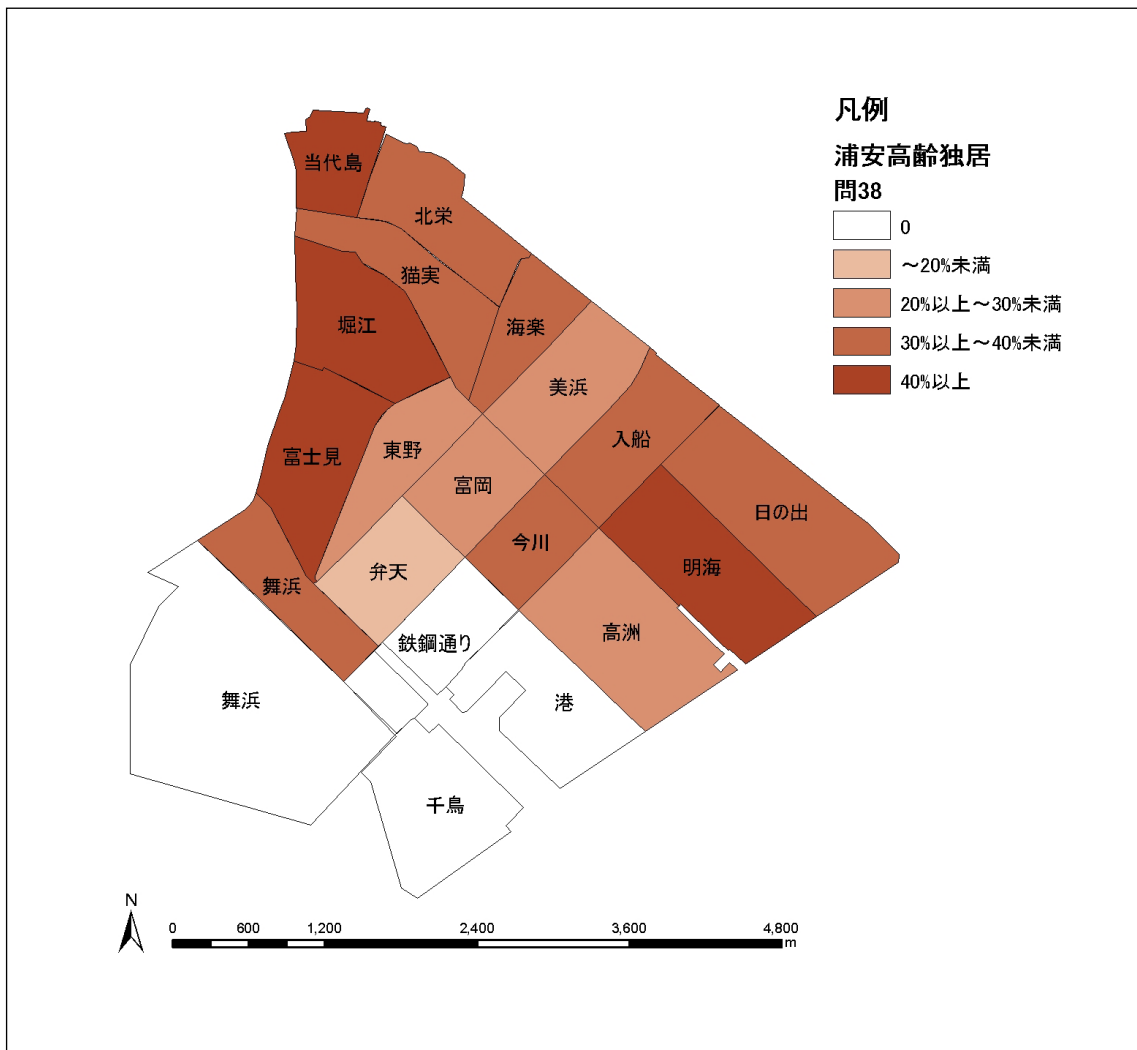 凡例
浦安高齢独居
問38
0
～20%未満
20%以上～30%未満
30%以上～40%未満
40%以上
当代島
北栄
猫実
堀江
海楽
美浜
入船
東野
富士見
富岡
日の出
今川
明海
弁天
舞浜
高洲
鉄鋼通り
舞浜
港
千鳥
N
0 600 1,200 2,400 3,600 4,800
m